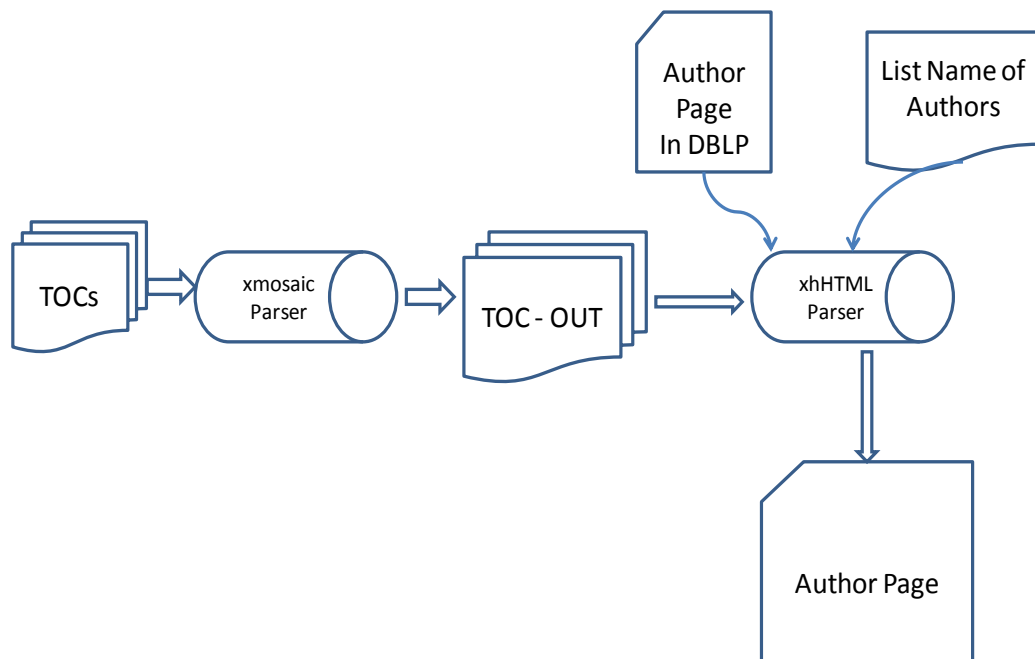 Author
Page
In DBLP
List Name of
Authors
TOCs
xmosaic
Parser
TOC - OUT
xhHTML
Parser
Author Page